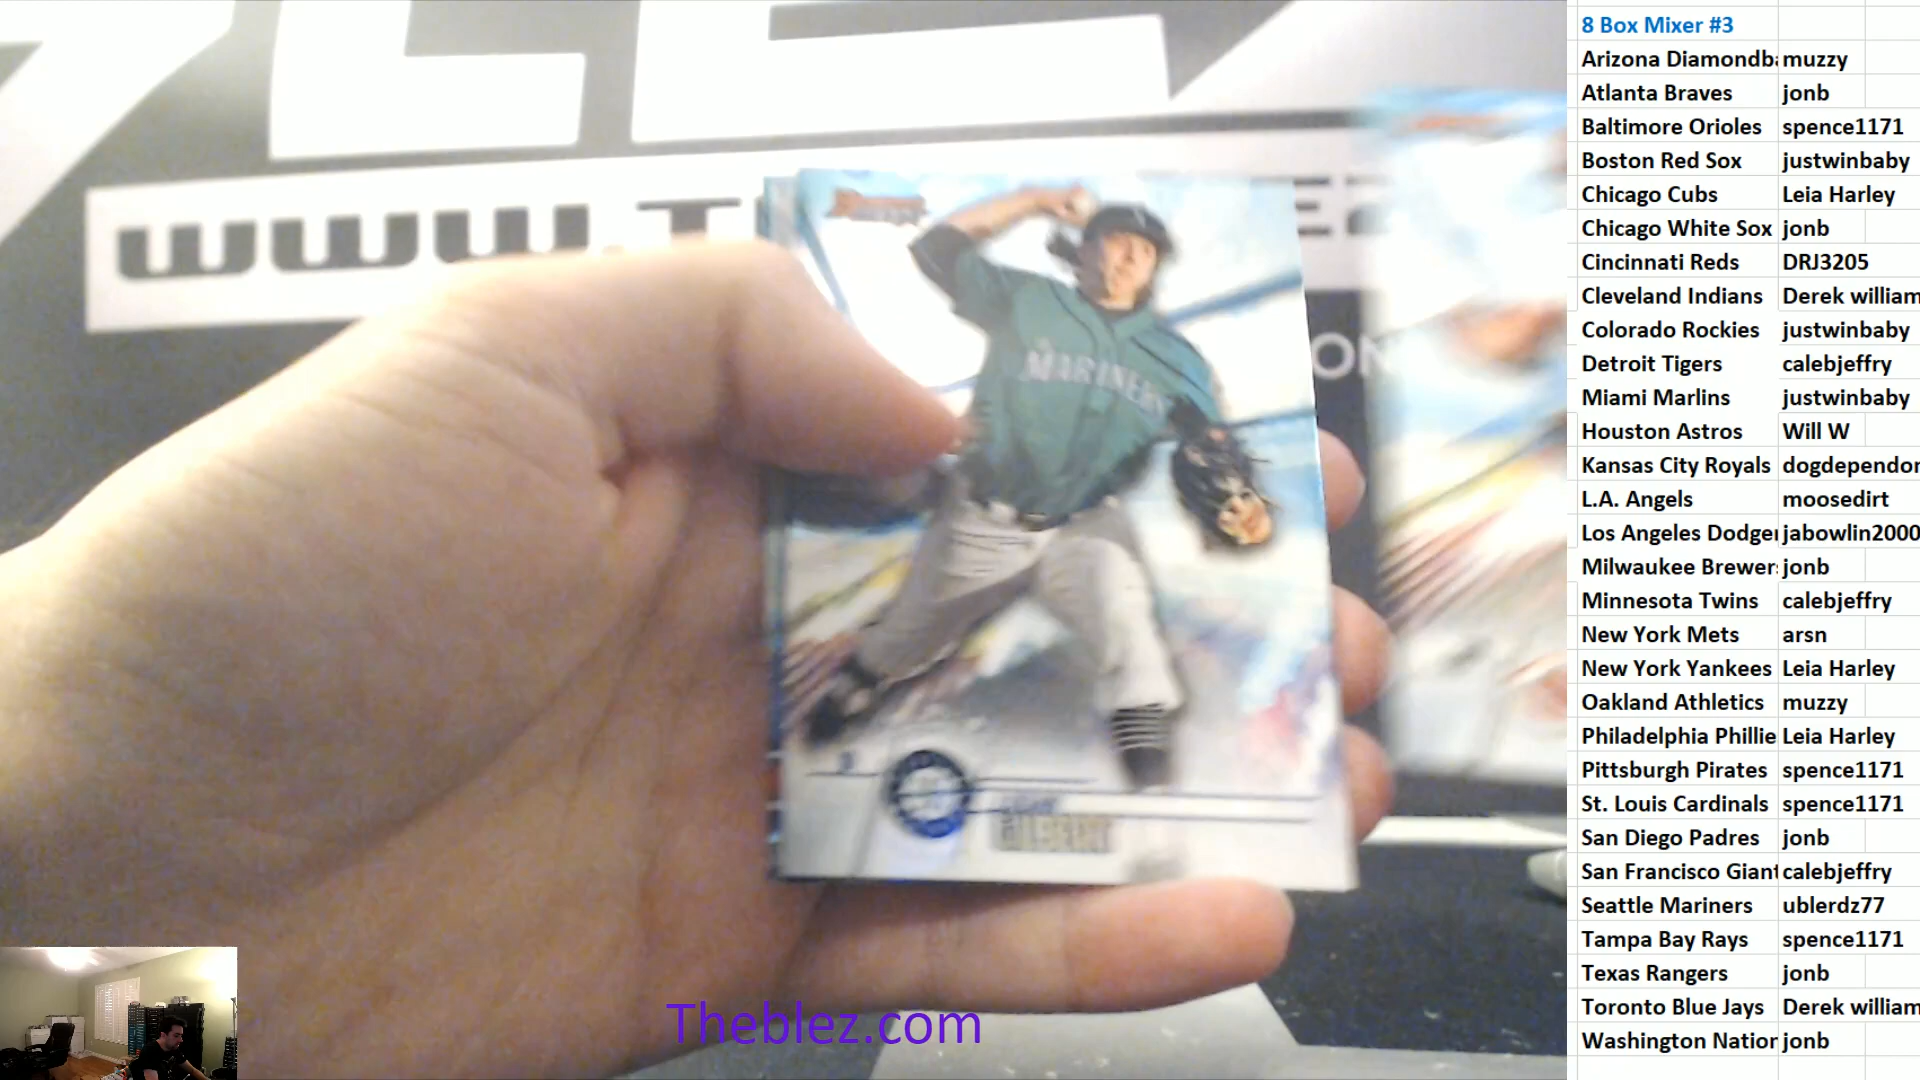 8 Box Mixer #3
Arizona Diamondba muzzy
Atlanta Braves jonb
Baltimore Orioles spence1171
Boston Red Sox justwinbaby
Chicago Cubs Leia Harley
Chicago White Sox jonb
Cincinnati Reds DRJ3205
Cleveland Indians Derek william
Colorado Rockies justwinbaby
Detroit Tigers calebjeffry
Miami Marlins justwinbaby
Houston Astros Will W
Kansas City Royals dogdependon
L.A. Angels moosedirt
Los Angeles Dodger jabowlin2000
Milwaukee Brewers jonb
Minnesota Twins calebjeffry
New York Mets arsn
New York Yankees Leia Harley
Oakland Athletics muzzy
Philadelphia Phillie Leia Harley
Pittsburgh Pirates spence1171
St. Louis Cardinals spence1171
San Diego Padres jonb
San Francisco Giant calebjeffry
Seattle Mariners ublerdz77
Tampa Bay Rays spence1171
Texas Rangers jonb
Toronto Blue Jays Derek william
Washington Nation jonb
www.T
MARINERS
GILBERT
Theblez.com